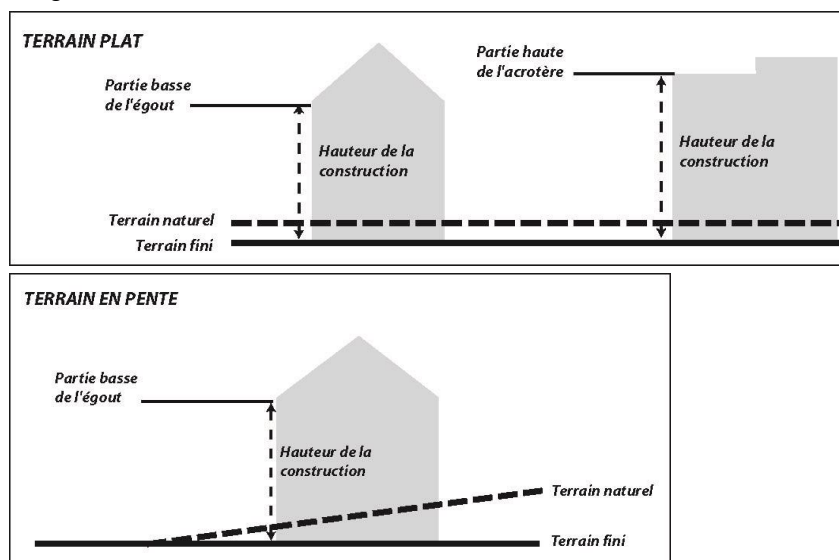 TERRAIN PLAT
Partie basse
de l'égout
Hauteur de la
construction
Partie haute
de l'acrotère
Hauteur de la
construction
Terrain naturel
Terrain fini
TERRAIN EN PENTE
Partie basse
de l'égout
Hauteur de la
construction
Terrain naturel
Terrain fini